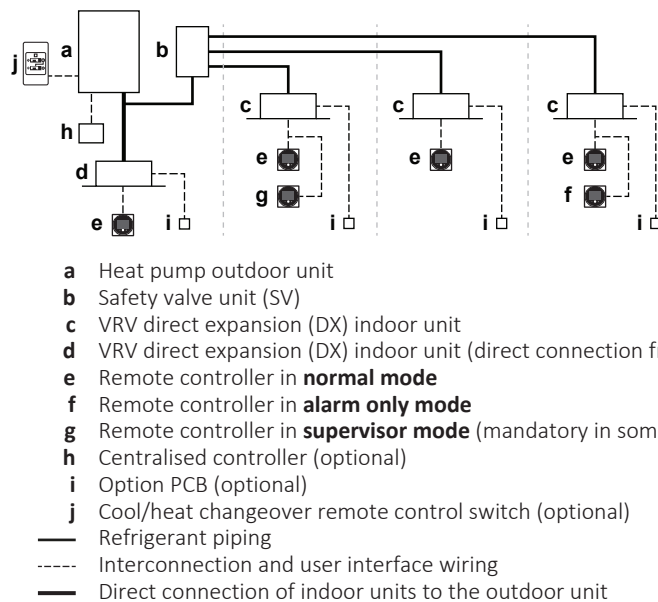 j a b
c c c
h
d e e e
g f
e i i i i
a Heat pump outdoor unit
b Safety valve unit (SV)
c VRV direct expansion (DX) indoor unit
d VRV direct expansion (DX) indoor unit (direct connection
e Remote controller in normal mode
f Remote controller in alarm only mode
g Remote controller in supervisor mode (mandatory in
h Centralised controller (optional)
i Option PCB (optional)
j Cool/heat changeover remote control switch (optional)
Refrigerant piping
Interconnection and user interface wiring
Direct connection of indoor units to the outdoor unit